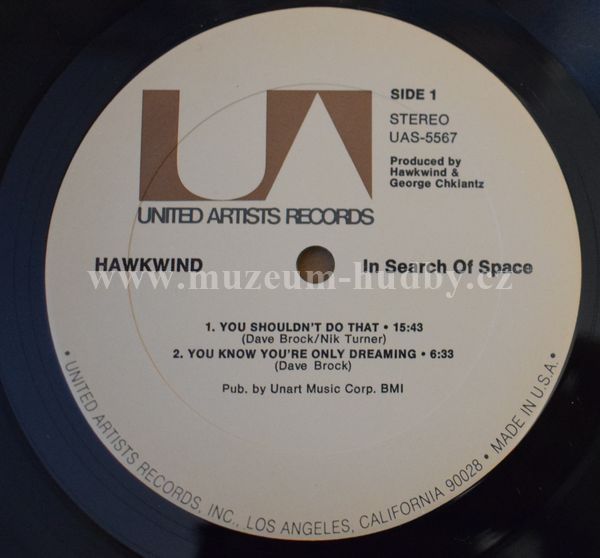 SIDE 1
STEREO
UAS-5567
Produced by
Hawkwind &
George Chkiantz
UA
UNITED ARTISTS RECORDS
HAWKWIND
In Search Of Space
www.muzeum-hudby.cz
1. YOU SHOULDN'T DO THAT • 15:43
(Dave Brock/Nik Turner)
2. YOU KNOW YOU'RE ONLY DREAMING • 6:33
(Dave Brock)
Pub. by Unart Music Corp. BMI
• UNITED ARTISTS RECORDS, INC., LOS ANGELES, CALIFORNIA 90028 • MADE IN U.S.A. •